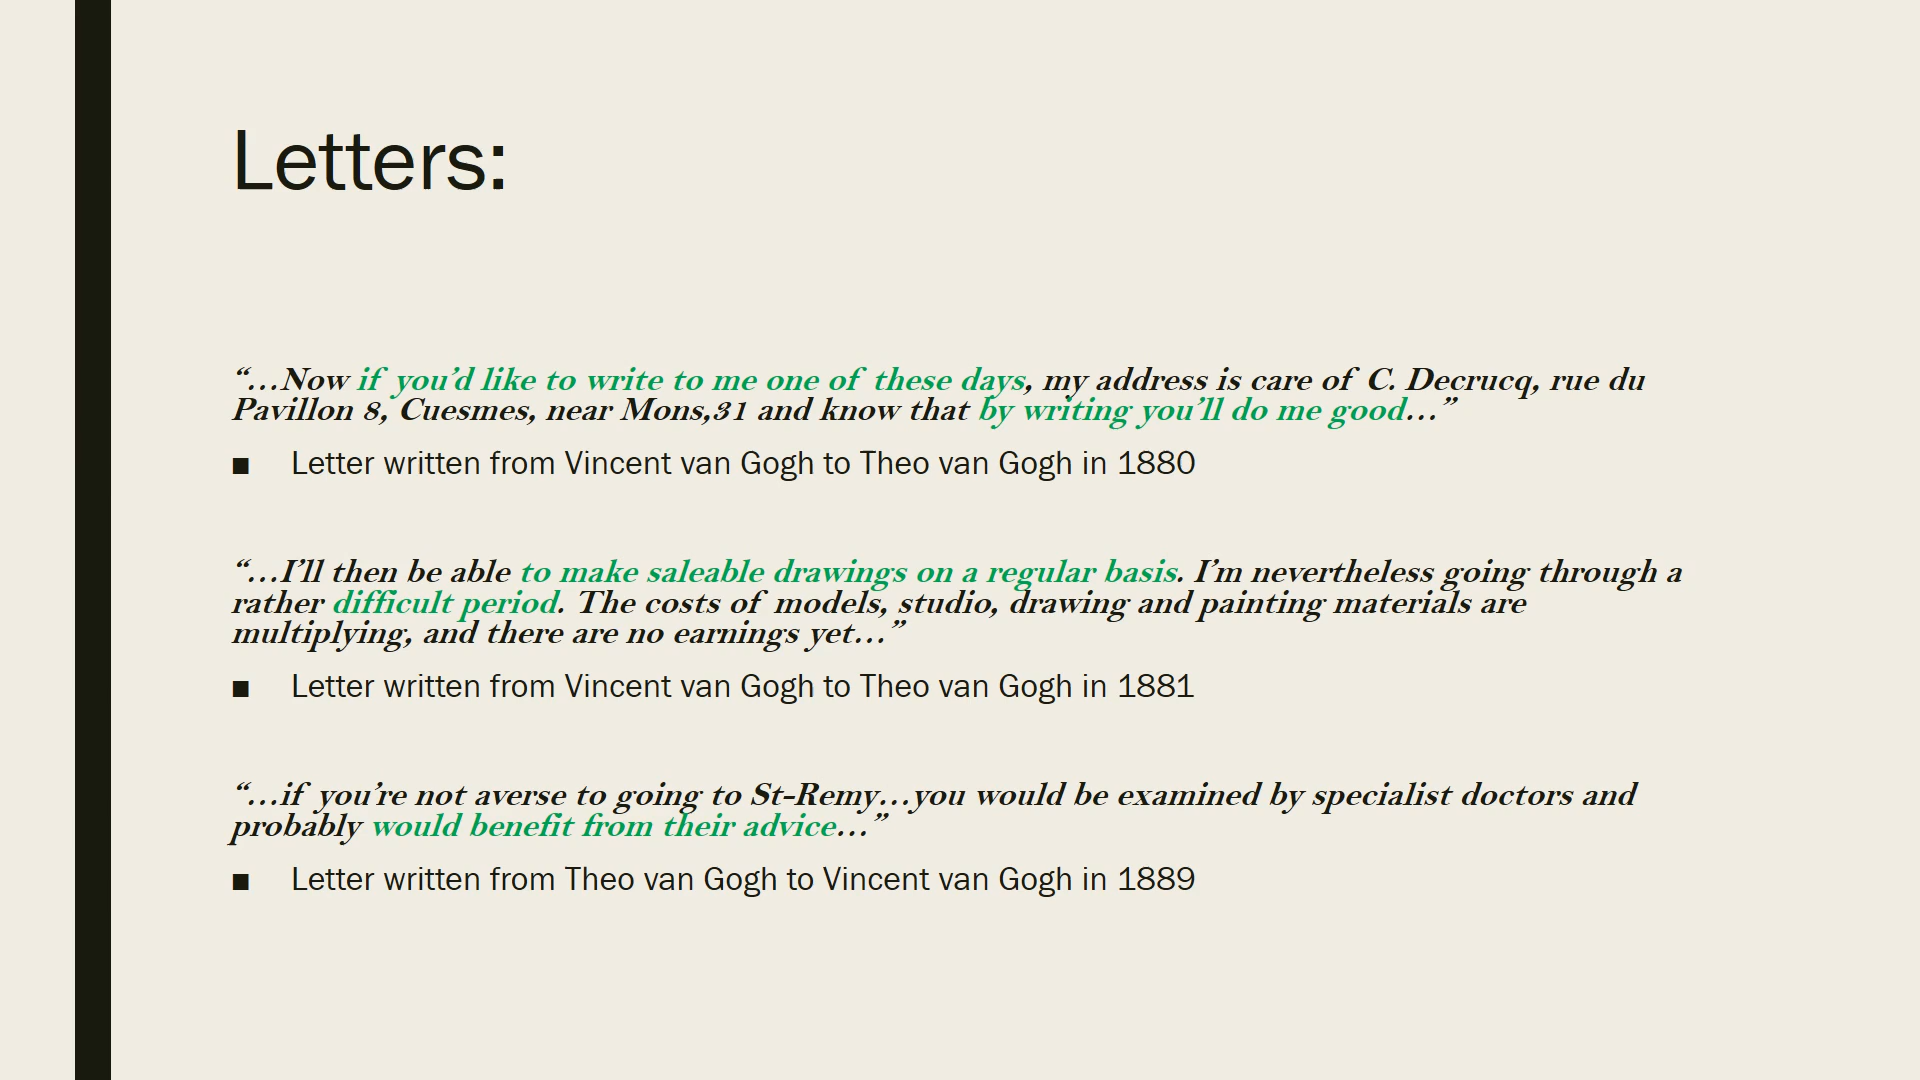 Letters:
“...Now if you’d like to write to me one of these days, my address is care of C. Decrucq, rue du
Pavillon 8, Cuesmes, near Mons,31 and know that by writing you’ll do me good...”
■ Letter written from Vincent van Gogh to Theo van Gogh in 1880
“...I’ll then be able to make saleable drawings on a regular basis. I’m nevertheless going through a
rather difficult period. The costs of models, studio, drawing and painting materials are
multiplying, and there are no earnings yet...”
■ Letter written from Vincent van Gogh to Theo van Gogh in 1881
“...if you’re not averse to going to St-Remy...you would be examined by specialist doctors and
probably would benefit from their advice...”
■ Letter written from Theo van Gogh to Vincent van Gogh in 1889